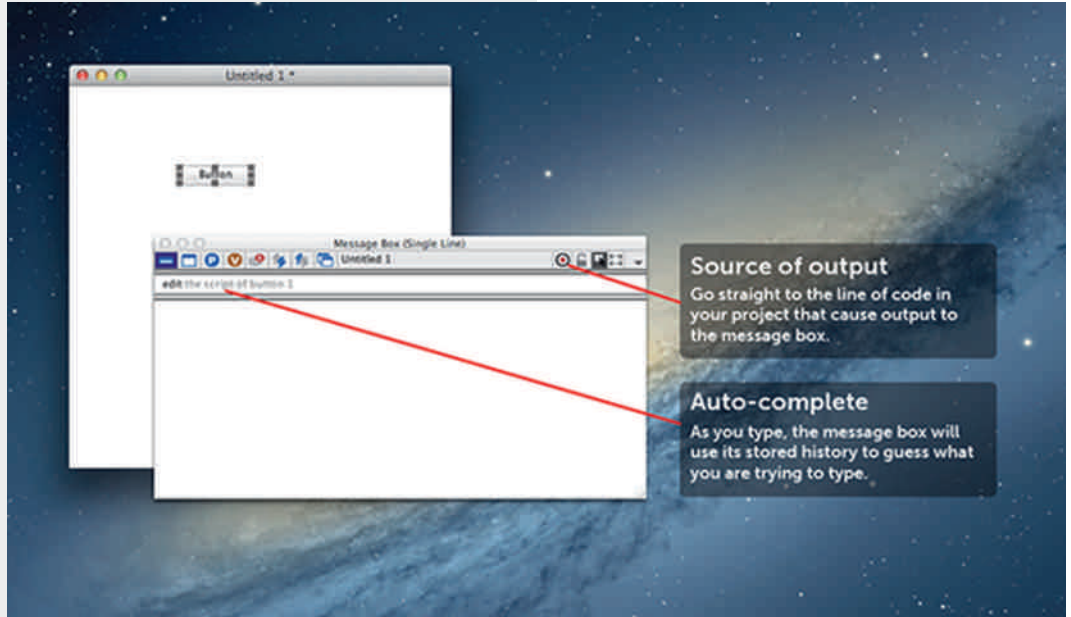 Untitled 1 *
Button
Message Box (Single Line)
P V Untitled 1
edit the script of button 1
Source of output
Go straight to the line of code in
your project that cause output to
the message box.
Auto-complete
As you type, the message box will
use its stored history to guess what
you are trying to type.